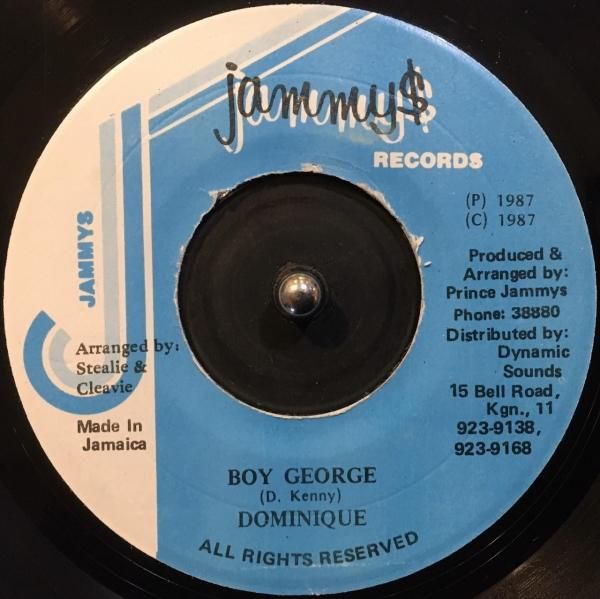 jammy$
RECORDS
JAMMYS
(P) 1987
(C) 1987
Produced &
Arranged by:
Prince Jammys
Phone: 38880
Distributed by:
Dynamic
Sounds
15 Bell Road,
Kgn., 11
923-9138,
923-9168
Arranged by:
Stealie &
Cleavie
Made In
Jamaica
BOY GEORGE
(D. Kenny)
DOMINIQUE
ALL RIGHTS RESERVED